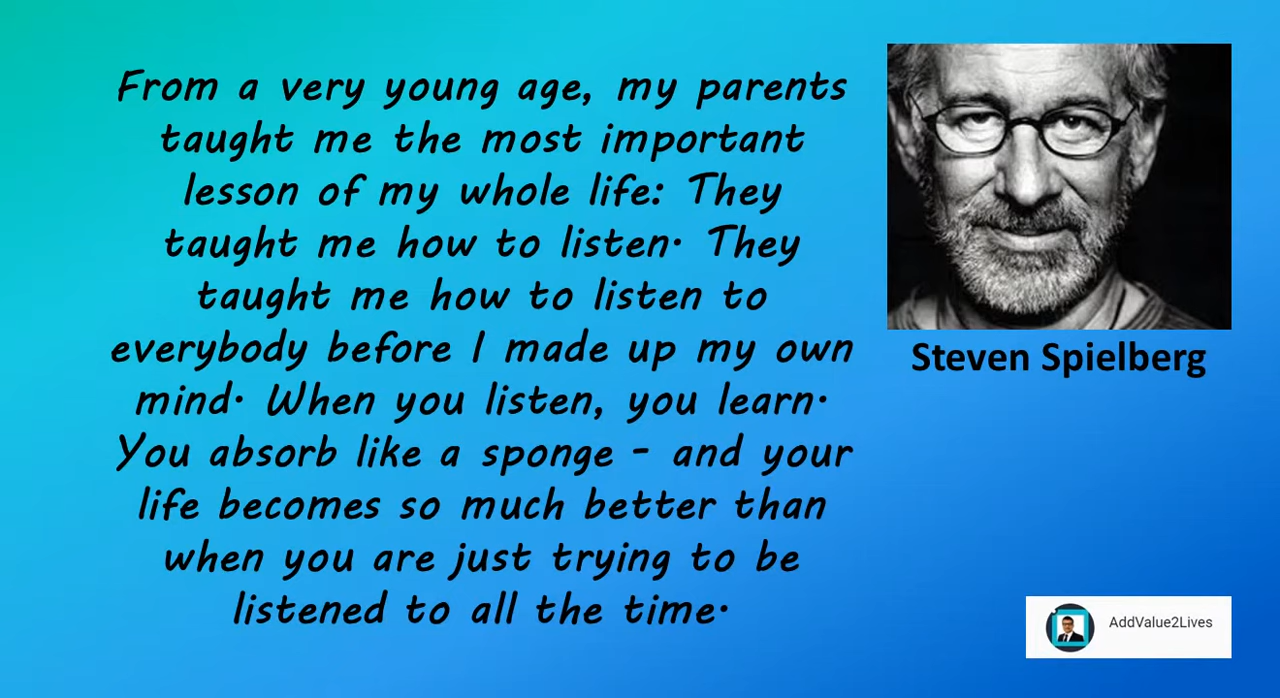 From a very young age, my parents
taught me the most important
lesson of my whole life: They
taught me how to listen. They
taught me how to listen to
everybody before I made up my own
mind. When you listen, you learn.
You absorb like a sponge - and your
life becomes so much better than
when you are just trying to be
listened to all the time.
Steven Spielberg
AddValue2Lives